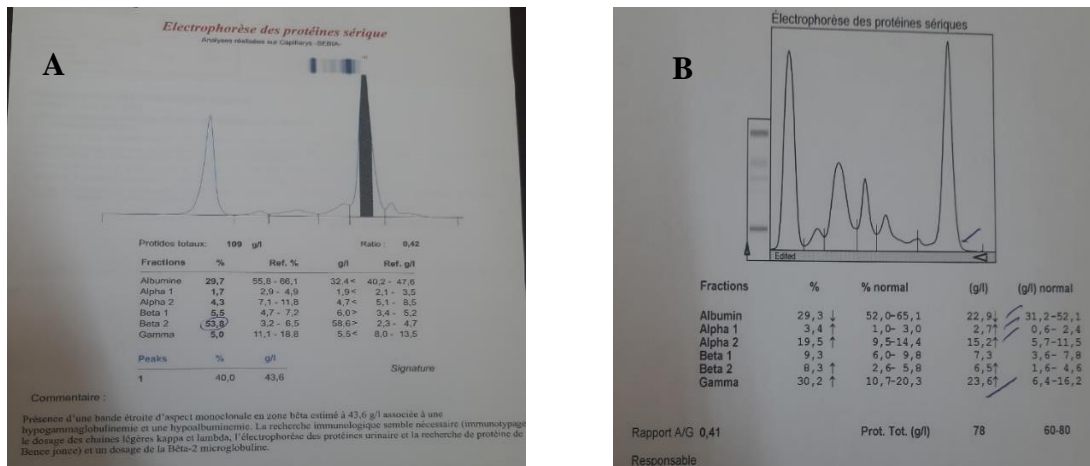 A
Electrophorèse des protéines sérique
Analyses réalisées sur Capillarys -SEBIA-
Protides totaux: 109 g/l Ratio : 0,42
Fractions % Ref. % g/l Ref. g/l
Albumine 29,7 55,8 - 66,1 32,4< 40,2 - 47,6
Alpha 1 1,7 2,9 - 4,9 1,9< 2,1 - 3,5
Alpha 2 4,3 7,1 - 11,8 4,7< 5,1 - 8,5
Beta 1 5,5 4,7 - 7,2 6,0> 3,4 - 5,2
Beta 2 53,8 3,2 - 6,5 58,6> 2,3 - 4,7
Gamma 5,0 11,1 - 18,8 5,5< 8,0 - 13,5
Peaks % g/l
1 40,0 43,6
Signature
Commentaire :
Présence d'une bande étroite d'aspect monoclonale en zone bêta estimé à 43,6 g/l associée à une
hypogammaglobulinemie et une hypoalbuminemie. La recherche immunologique semble nécessaire (immunotypage
le dosage des chaines légères kappa et lambda, l'électrophorèse des protéines urinaire et la recherche de protéine de
Bence jonce) et un dosage de la Bêta-2 microglobuline.
B
Électrophorèse des protéines sériques
Edited
Fractions % % normal (g/l) (g/l) normal
Albumin 29,3 ↓ 52,0-65,1 22,9↓ 31,2-52,1
Alpha 1 3,4 ↑ 1,0- 3,0 2,7↑ 0,6- 2,4
Alpha 2 19,5 ↑ 9,5-14,4 15,2↑ 5,7-11,5
Beta 1 9,3 6,0- 9,8 7,3 3,6- 7,8
Beta 2 8,3 ↑ 2,6- 5,8 6,5↑ 1,6- 4,6
Gamma 30,2 ↑ 10,7-20,3 23,6↑ 6,4-16,2
Rapport A/G 0,41 Prot. Tot. (g/l) 78 60-80
Responsable